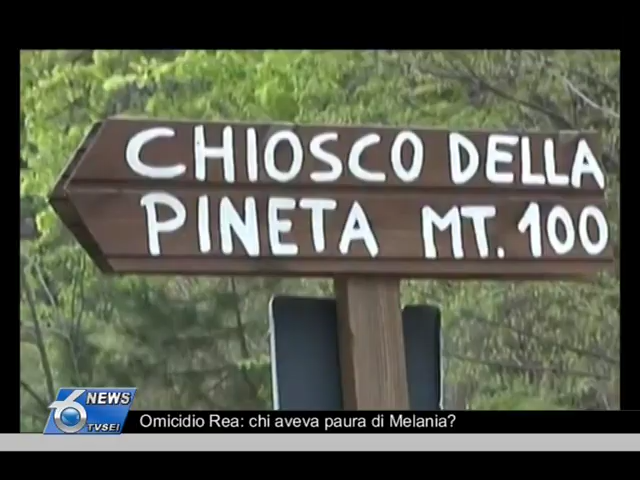 CHIOSCO DELLA
PINETA MT. 100
6 NEWS
TVSEI
Omicidio Rea: chi aveva paura di Melania?